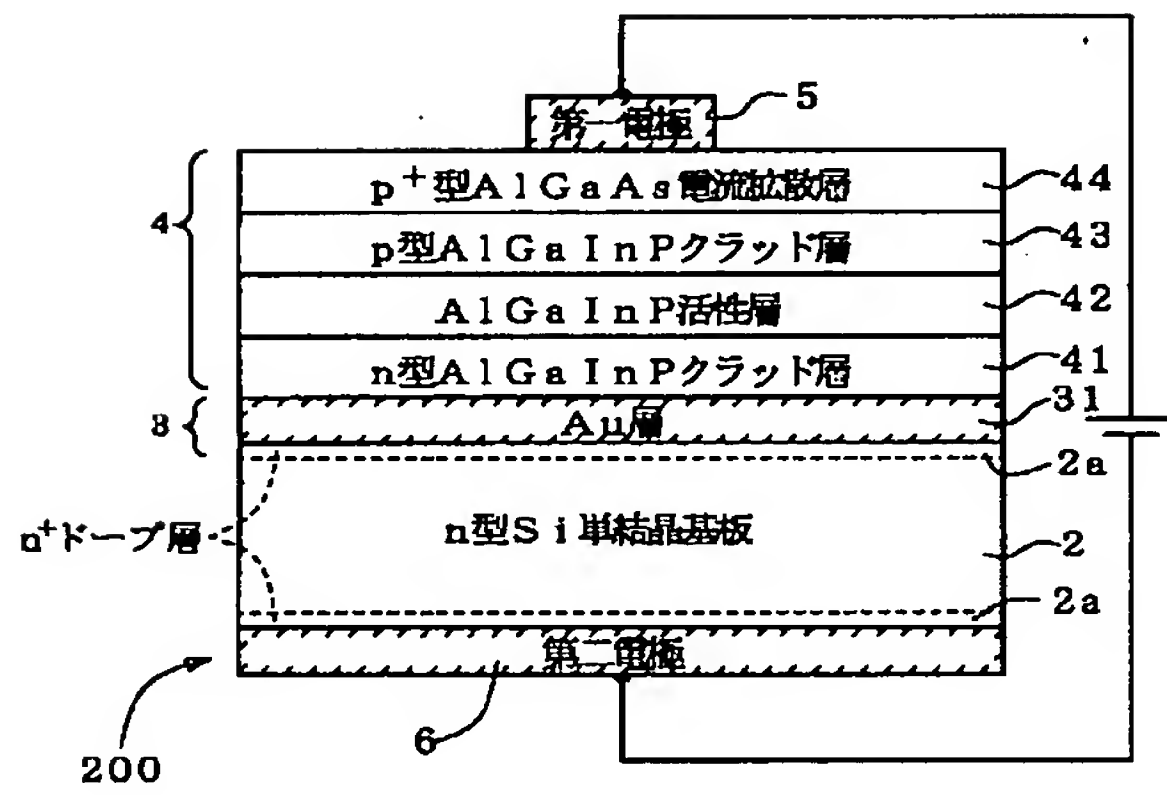 第一電極
5
p⁺型AlGaAs電流拡散層
44
4
p型AlGaInPクラッド層
43
AlGaInP活性層
42
n型AlGaInPクラッド層
41
3
Au層
31
2a
n⁺ドープ層
n型Si単結晶基板
2
2a
第二電極
200
6